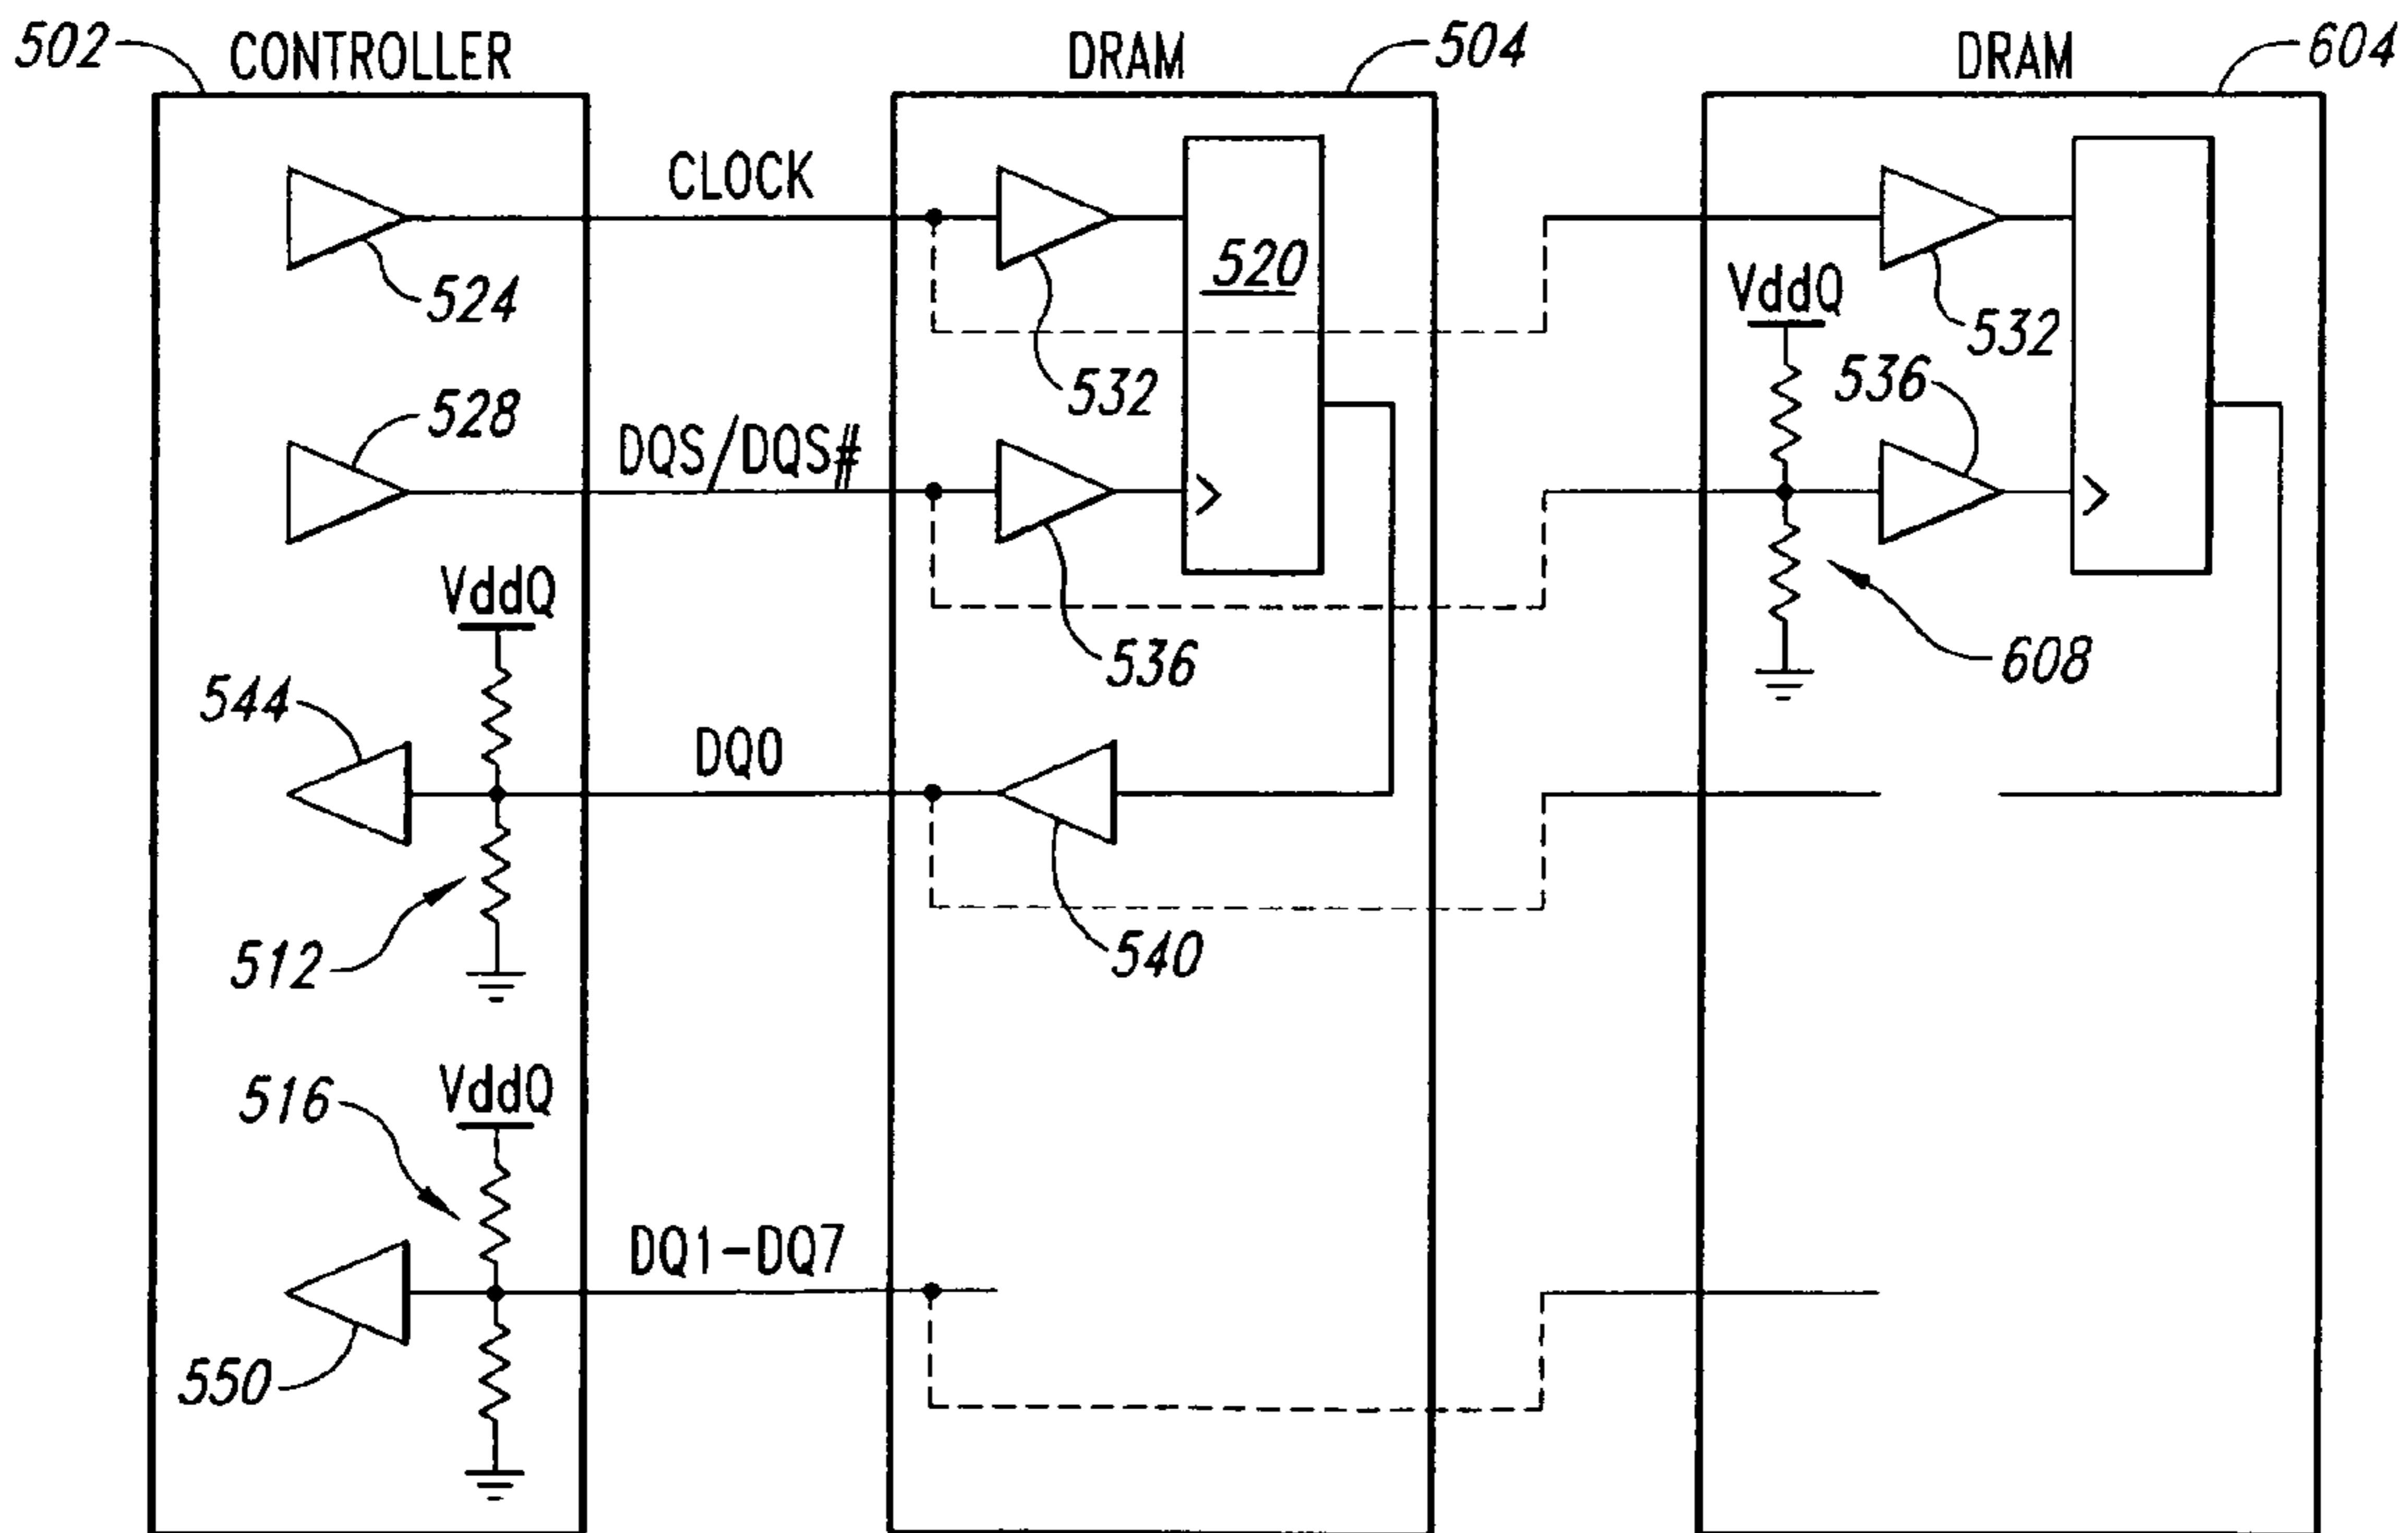 502 CONTROLLER DRAM 504 DRAM 604
CLOCK
524
520
532
VddQ
532
536
528
DQS/DQS#
VddQ
536
608
544
DQ0
512
540
516
VddQ
DQ1-DQ7
550